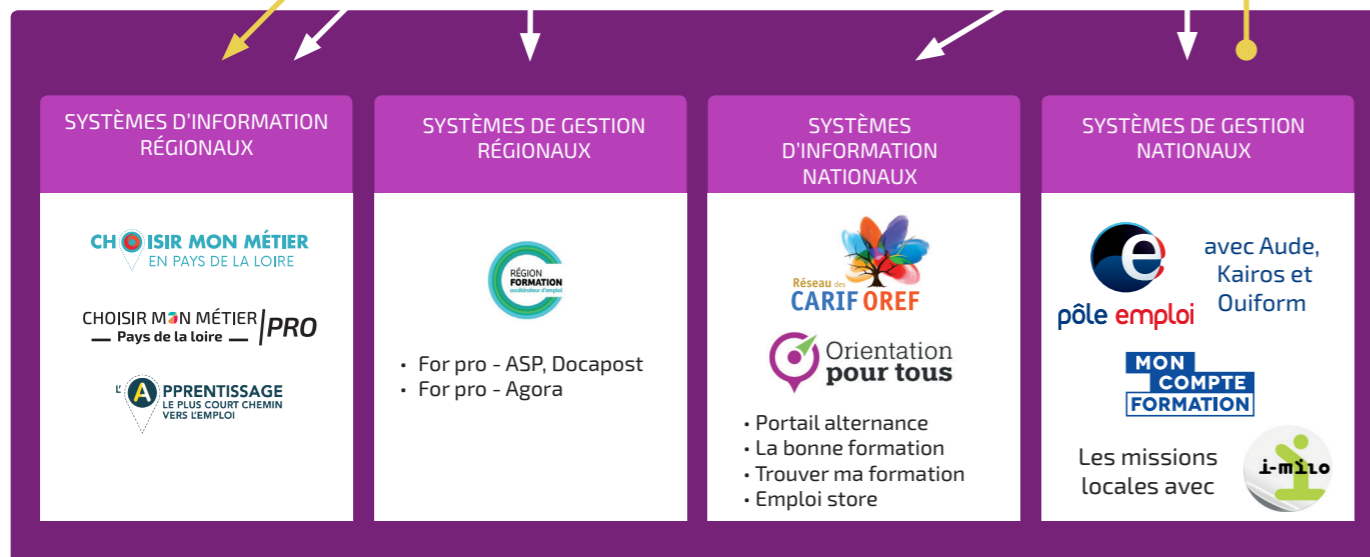 SYSTÈMES D'INFORMATION
RÉGIONAUX
CHOISIR MON MÉTIER
EN PAYS DE LA LOIRE
CHOISIR MON MÉTIER
Pays de la loire
PRO
L'APPRENTISSAGE
LE PLUS COURT CHEMIN
VERS L'EMPLOI
SYSTÈMES DE GESTION
RÉGIONAUX
RÉGION
FORMATION
accélérateur d'emploi
• For pro - ASP, Docapost
• For pro - Agora
SYSTÈMES
D'INFORMATION
NATIONAUX
Réseau des
CARIF OREF
Orientation
pour tous
• Portail alternance
• La bonne formation
• Trouver ma formation
• Emploi store
SYSTÈMES DE GESTION
NATIONAUX
e
pôle emploi
avec Aude,
Kairos et
Ouiform
MON
COMPTE
FORMATION
Les missions
locales avec
i-milo